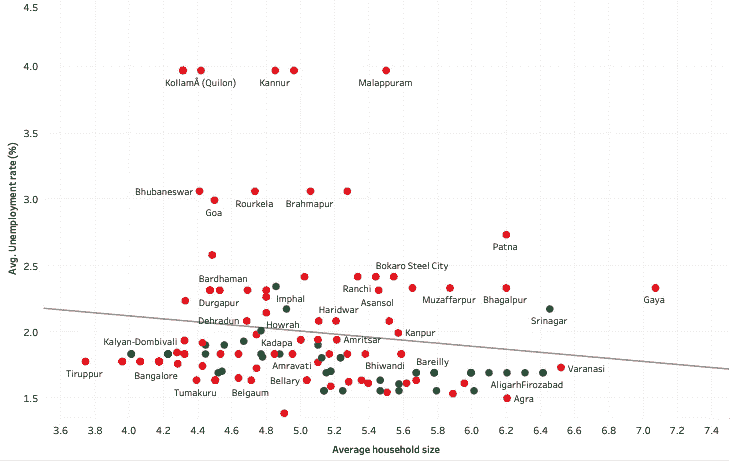 4.5
4.0
KollamÂ (Quilon)
Kannur
Malappuram
3.5
Avg. Unemployment rate (%)
3.0
Bhubaneswar
Goa
Rourkela
Brahmapur
Patna
2.5
Bardhaman
Durgapur
Imphal
Bokaro Steel City
Ranchi
Asansol
Muzaffarpur
Bhagalpur
Gaya
Dehradun
Howrah
Haridwar
Srinagar
2.0
Kalyan-Dombivali
Kadapa
Amritsar
Kanpur
Tiruppur
Bangalore
Amravati
Bhiwandi
Bareilly
Varanasi
Tumakuru
Belgaum
Bellary
Aligarh
Firozabad
1.5
Agra
3.6 3.8 4.0 4.2 4.4 4.6 4.8 5.0 5.2 5.4 5.6 5.8 6.0 6.2 6.4 6.6 6.8 7.0 7.2 7.4
Average household size